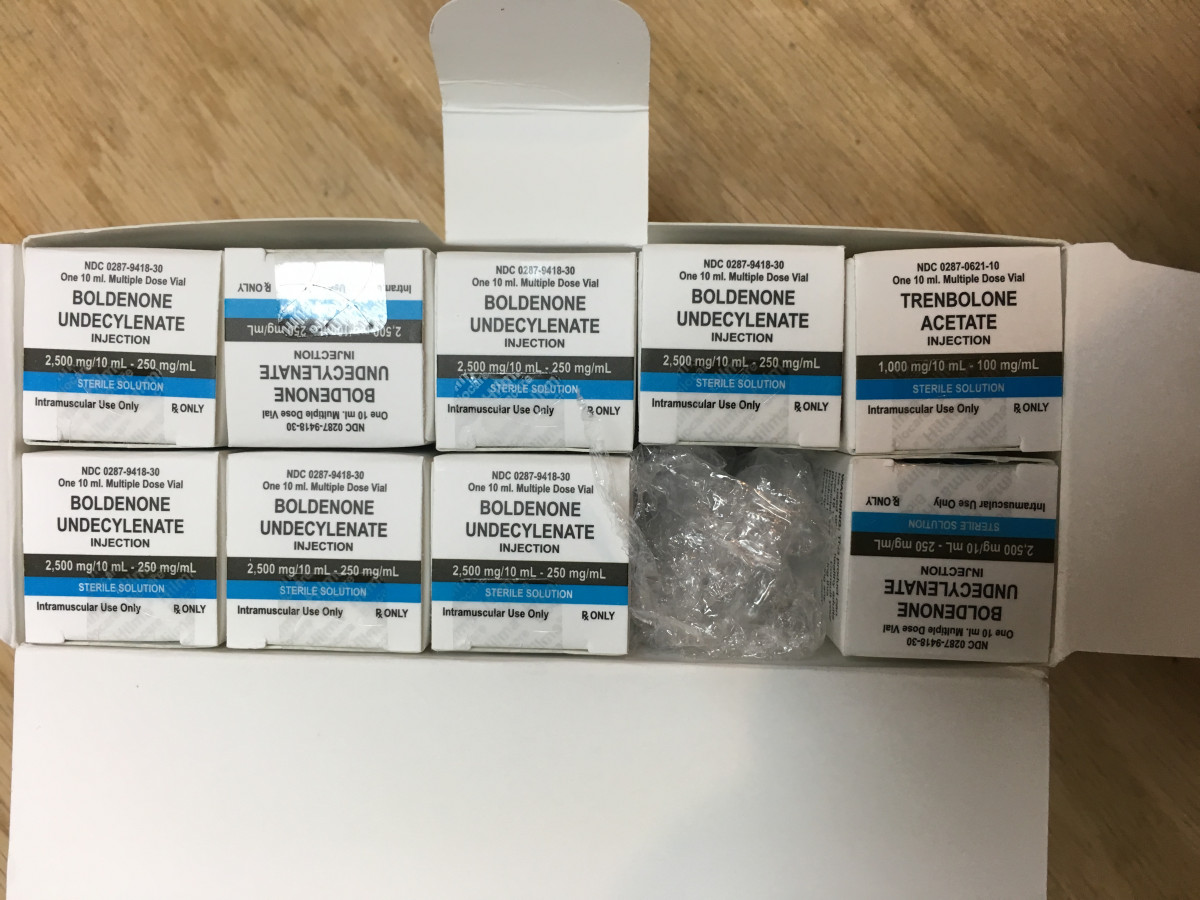 NDC 0287-9418-30
One 10 ml. Multiple Dose Vial
BOLDENONE
UNDECYLENATE
INJECTION
2,500 mg/10 mL - 250 mg/mL
STERILE SOLUTION
Intramuscular Use Only ℞ ONLY
NDC 0287-9418-30
One 10 ml. Multiple Dose Vial
BOLDENONE
UNDECYLENATE
INJECTION
2,500 mg/10 mL - 250 mg/mL
Intramuscular Use ℞ ONLY
NDC 0287-9418-30
One 10 ml. Multiple Dose Vial
BOLDENONE
UNDECYLENATE
INJECTION
2,500 mg/10 mL - 250 mg/mL
STERILE SOLUTION
Intramuscular Use Only ℞ ONLY
NDC 0287-9418-30
One 10 ml. Multiple Dose Vial
BOLDENONE
UNDECYLENATE
INJECTION
2,500 mg/10 mL - 250 mg/mL
STERILE SOLUTION
Intramuscular Use Only ℞ ONLY
NDC 0287-0621-10
One 10 ml. Multiple Dose Vial
TRENBOLONE
ACETATE
INJECTION
1,000 mg/10 mL - 100 mg/mL
STERILE SOLUTION
Intramuscular Use Only ℞ ONLY
NDC 0287-9418-30
One 10 ml. Multiple Dose Vial
BOLDENONE
UNDECYLENATE
INJECTION
2,500 mg/10 mL - 250 mg/mL
STERILE SOLUTION
Intramuscular Use Only ℞ ONLY
NDC 0287-9418-30
One 10 ml. Multiple Dose Vial
BOLDENONE
UNDECYLENATE
INJECTION
2,500 mg/10 mL - 250 mg/mL
STERILE SOLUTION
Intramuscular Use Only ℞ ONLY
NDC 0287-9418-30
One 10 ml. Multiple Dose Vial
BOLDENONE
UNDECYLENATE
INJECTION
2,500 mg/10 mL - 250 mg/mL
STERILE SOLUTION
Intramuscular Use Only ℞ ONLY
NDC 0287-9418-30
One 10 ml. Multiple Dose Vial
BOLDENONE
UNDECYLENATE
INJECTION
2,500 mg/10 mL - 250 mg/mL
STERILE SOLUTION
Intramuscular Use Only ℞ ONLY